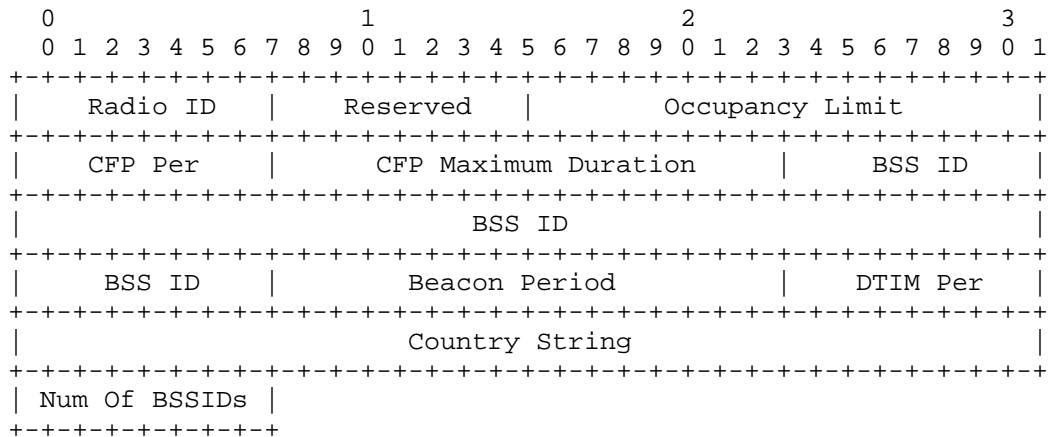 0                   1                   2                   3
 0 1 2 3 4 5 6 7 8 9 0 1 2 3 4 5 6 7 8 9 0 1 2 3 4 5 6 7 8 9 0 1
+-+-+-+-+-+-+-+-+-+-+-+-+-+-+-+-+-+-+-+-+-+-+-+-+-+-+-+-+-+-+-+-+
|    Radio ID   |    Reserved   |        Occupancy Limit        |
+-+-+-+-+-+-+-+-+-+-+-+-+-+-+-+-+-+-+-+-+-+-+-+-+-+-+-+-+-+-+-+-+
|    CFP Per    |      CFP Maximum Duration     |     BSS ID    |
+-+-+-+-+-+-+-+-+-+-+-+-+-+-+-+-+-+-+-+-+-+-+-+-+-+-+-+-+-+-+-+-+
|                            BSS ID                             |
+-+-+-+-+-+-+-+-+-+-+-+-+-+-+-+-+-+-+-+-+-+-+-+-+-+-+-+-+-+-+-+-+
|     BSS ID    |        Beacon Period          |    DTIM Per   |
+-+-+-+-+-+-+-+-+-+-+-+-+-+-+-+-+-+-+-+-+-+-+-+-+-+-+-+-+-+-+-+-+
|                        Country String                         |
+-+-+-+-+-+-+-+-+-+-+-+-+-+-+-+-+-+-+-+-+-+-+-+-+-+-+-+-+-+-+-+-+
| Num Of BSSIDs |
+-+-+-+-+-+-+-+-+